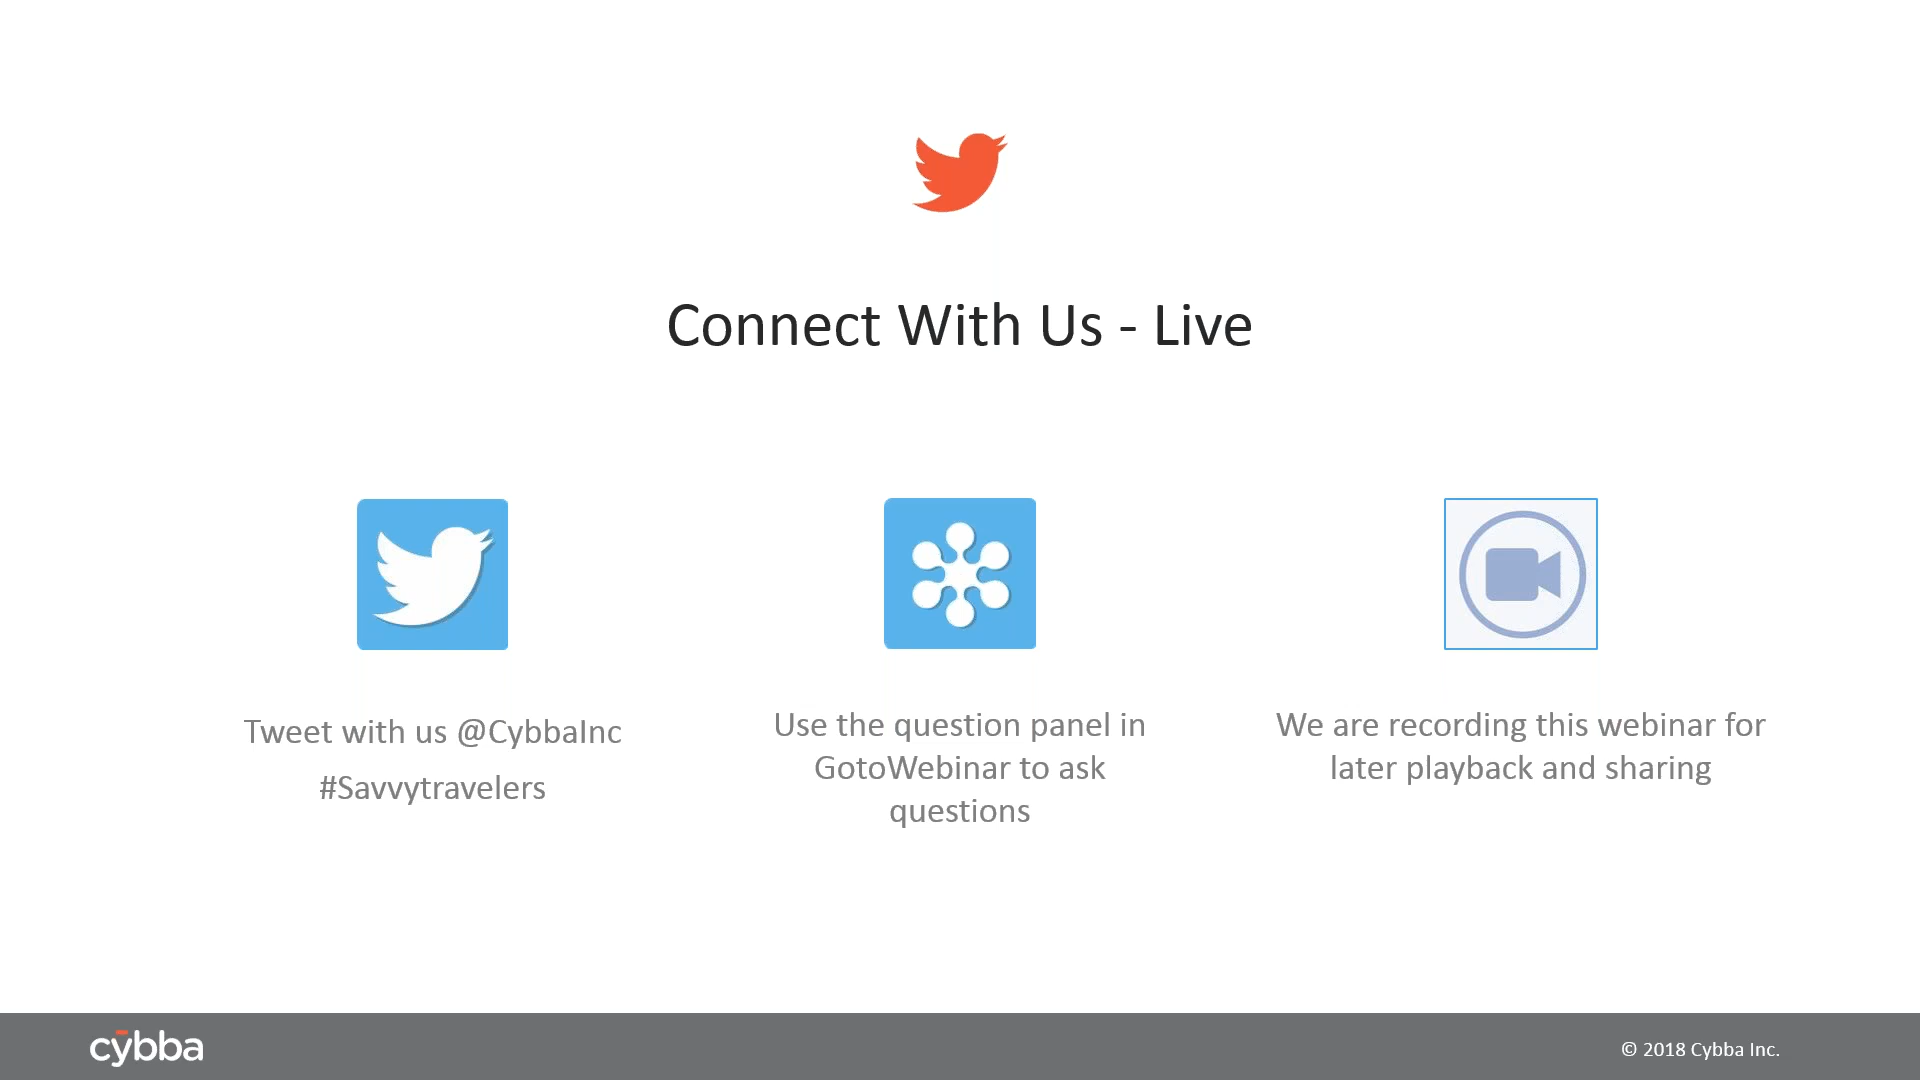 Connect With Us - Live
Tweet with us @CybbaInc
#Savvytravelers
Use the question panel in
GotoWebinar to ask
questions
We are recording this webinar for
later playback and sharing
cybba
© 2018 Cybba Inc.